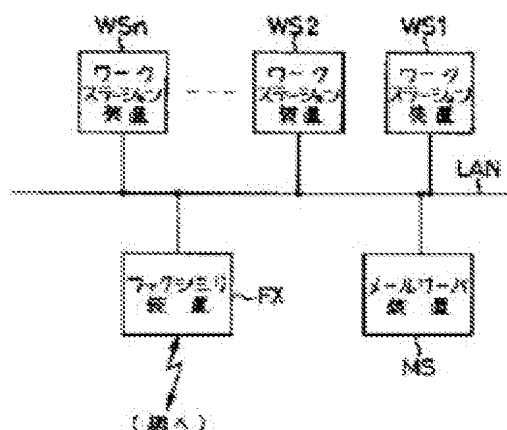 WSn
WS2
WS1
ワーク
ステーション
装置
ワーク
ステーション
装置
ワーク
ステーション
装置
LAN
ファクシミリ
装置
FX
メールサーバ
装置
MS
(網へ)